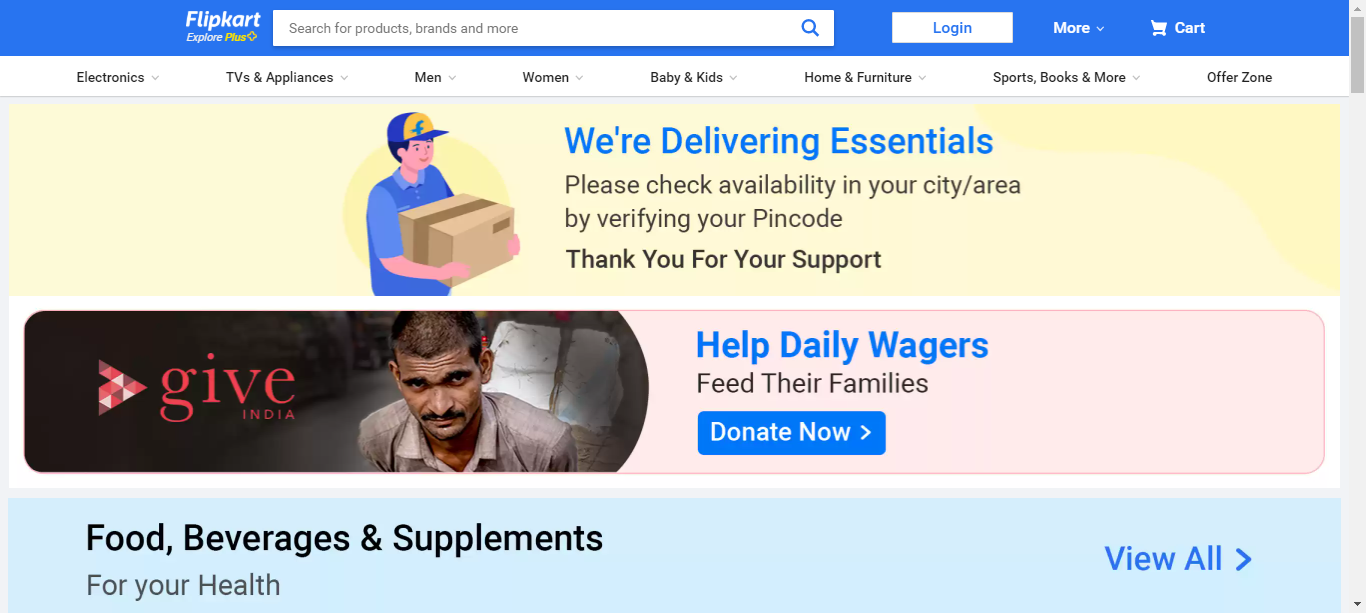 Flipkart
Explore Plus
Search for products, brands and more
Login
More
Cart
Electronics
TVs & Appliances
Men
Women
Baby & Kids
Home & Furniture
Sports, Books & More
Offer Zone
We're Delivering Essentials
Please check availability in your city/area
by verifying your Pincode
Thank You For Your Support
give
INDIA
Help Daily Wagers
Feed Their Families
Donate Now
Food, Beverages & Supplements
For your Health
View All